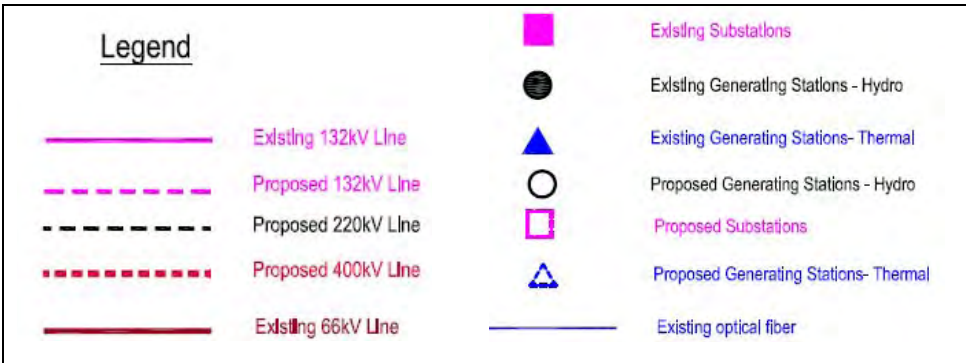 Legend
Existing 132kV Line
Proposed 132kV Line
Proposed 220kV Line
Proposed 400kV Line
Existing 66kV Line
Existing Substations
Existing Generating Stations - Hydro
Existing Generating Stations- Thermal
Proposed Generating Stations - Hydro
Proposed Substations
Proposed Generating Stations- Thermal
Existing optical fiber